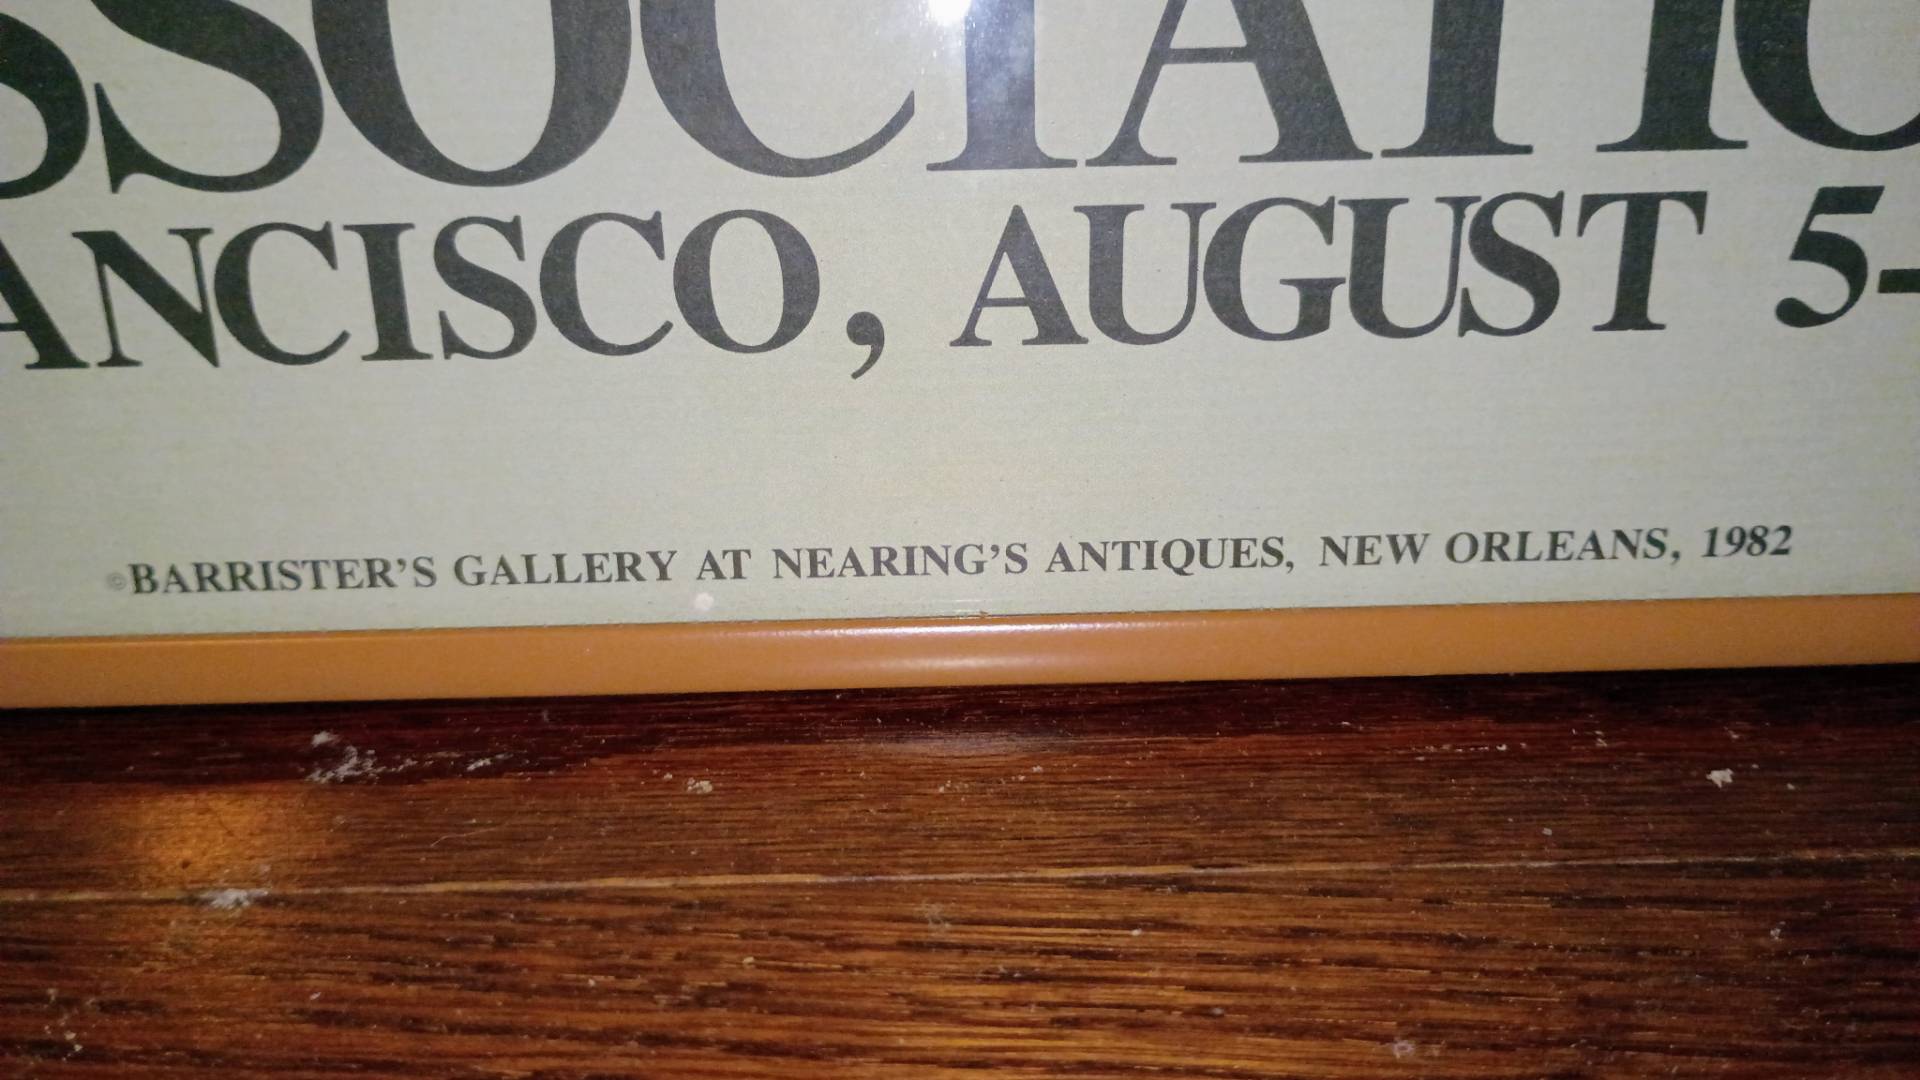 SSOCIATIO
ANCISCO, AUGUST 5-
©BARRISTER'S GALLERY AT NEARING'S ANTIQUES, NEW ORLEANS, 1982